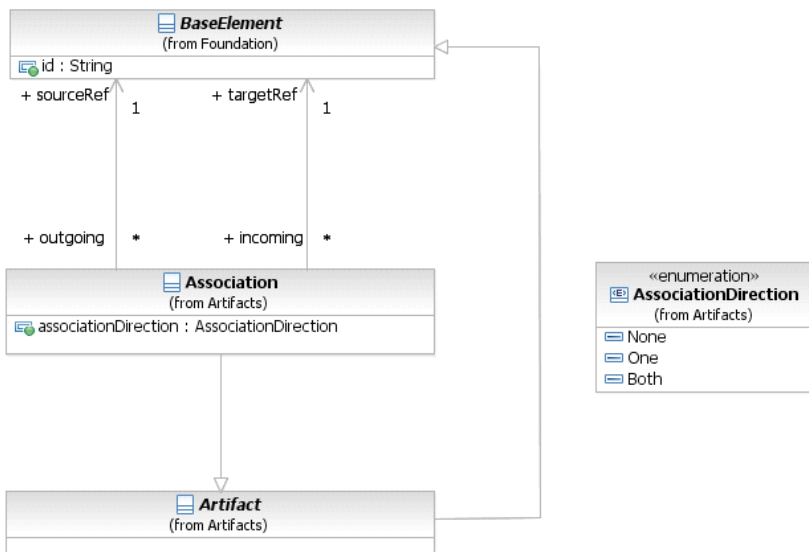 BaseElement
(from Foundation)
id : String
+ sourceRef
1
+ targetRef
1
+ outgoing
*
+ incoming
*
Association
(from Artifacts)
associationDirection : AssociationDirection
«enumeration»
<E> AssociationDirection
(from Artifacts)
None
One
Both
Artifact
(from Artifacts)